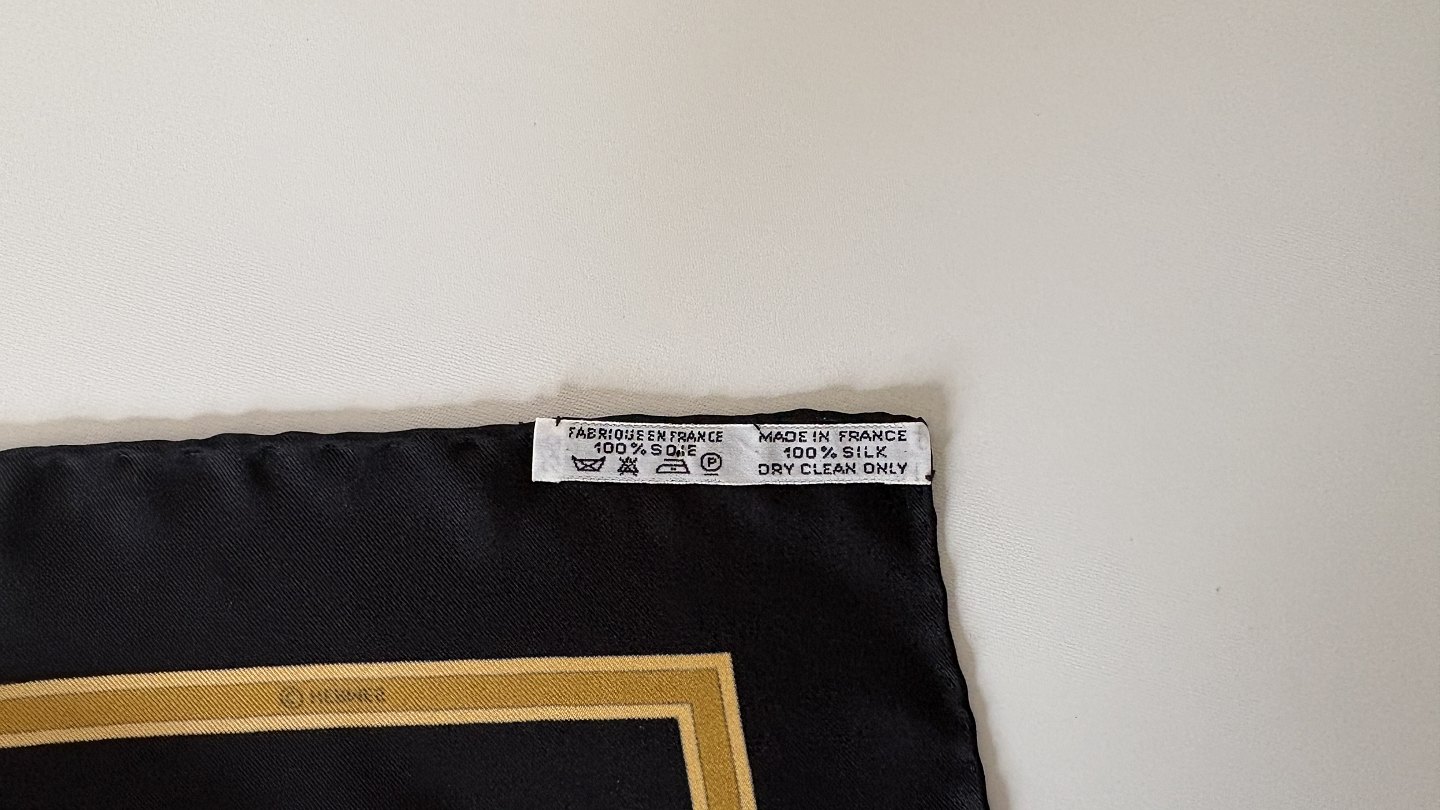 FABRIQUE EN FRANCE
100% SOIE
P
MADE IN FRANCE
100% SILK
DRY CLEAN ONLY
© HERMES